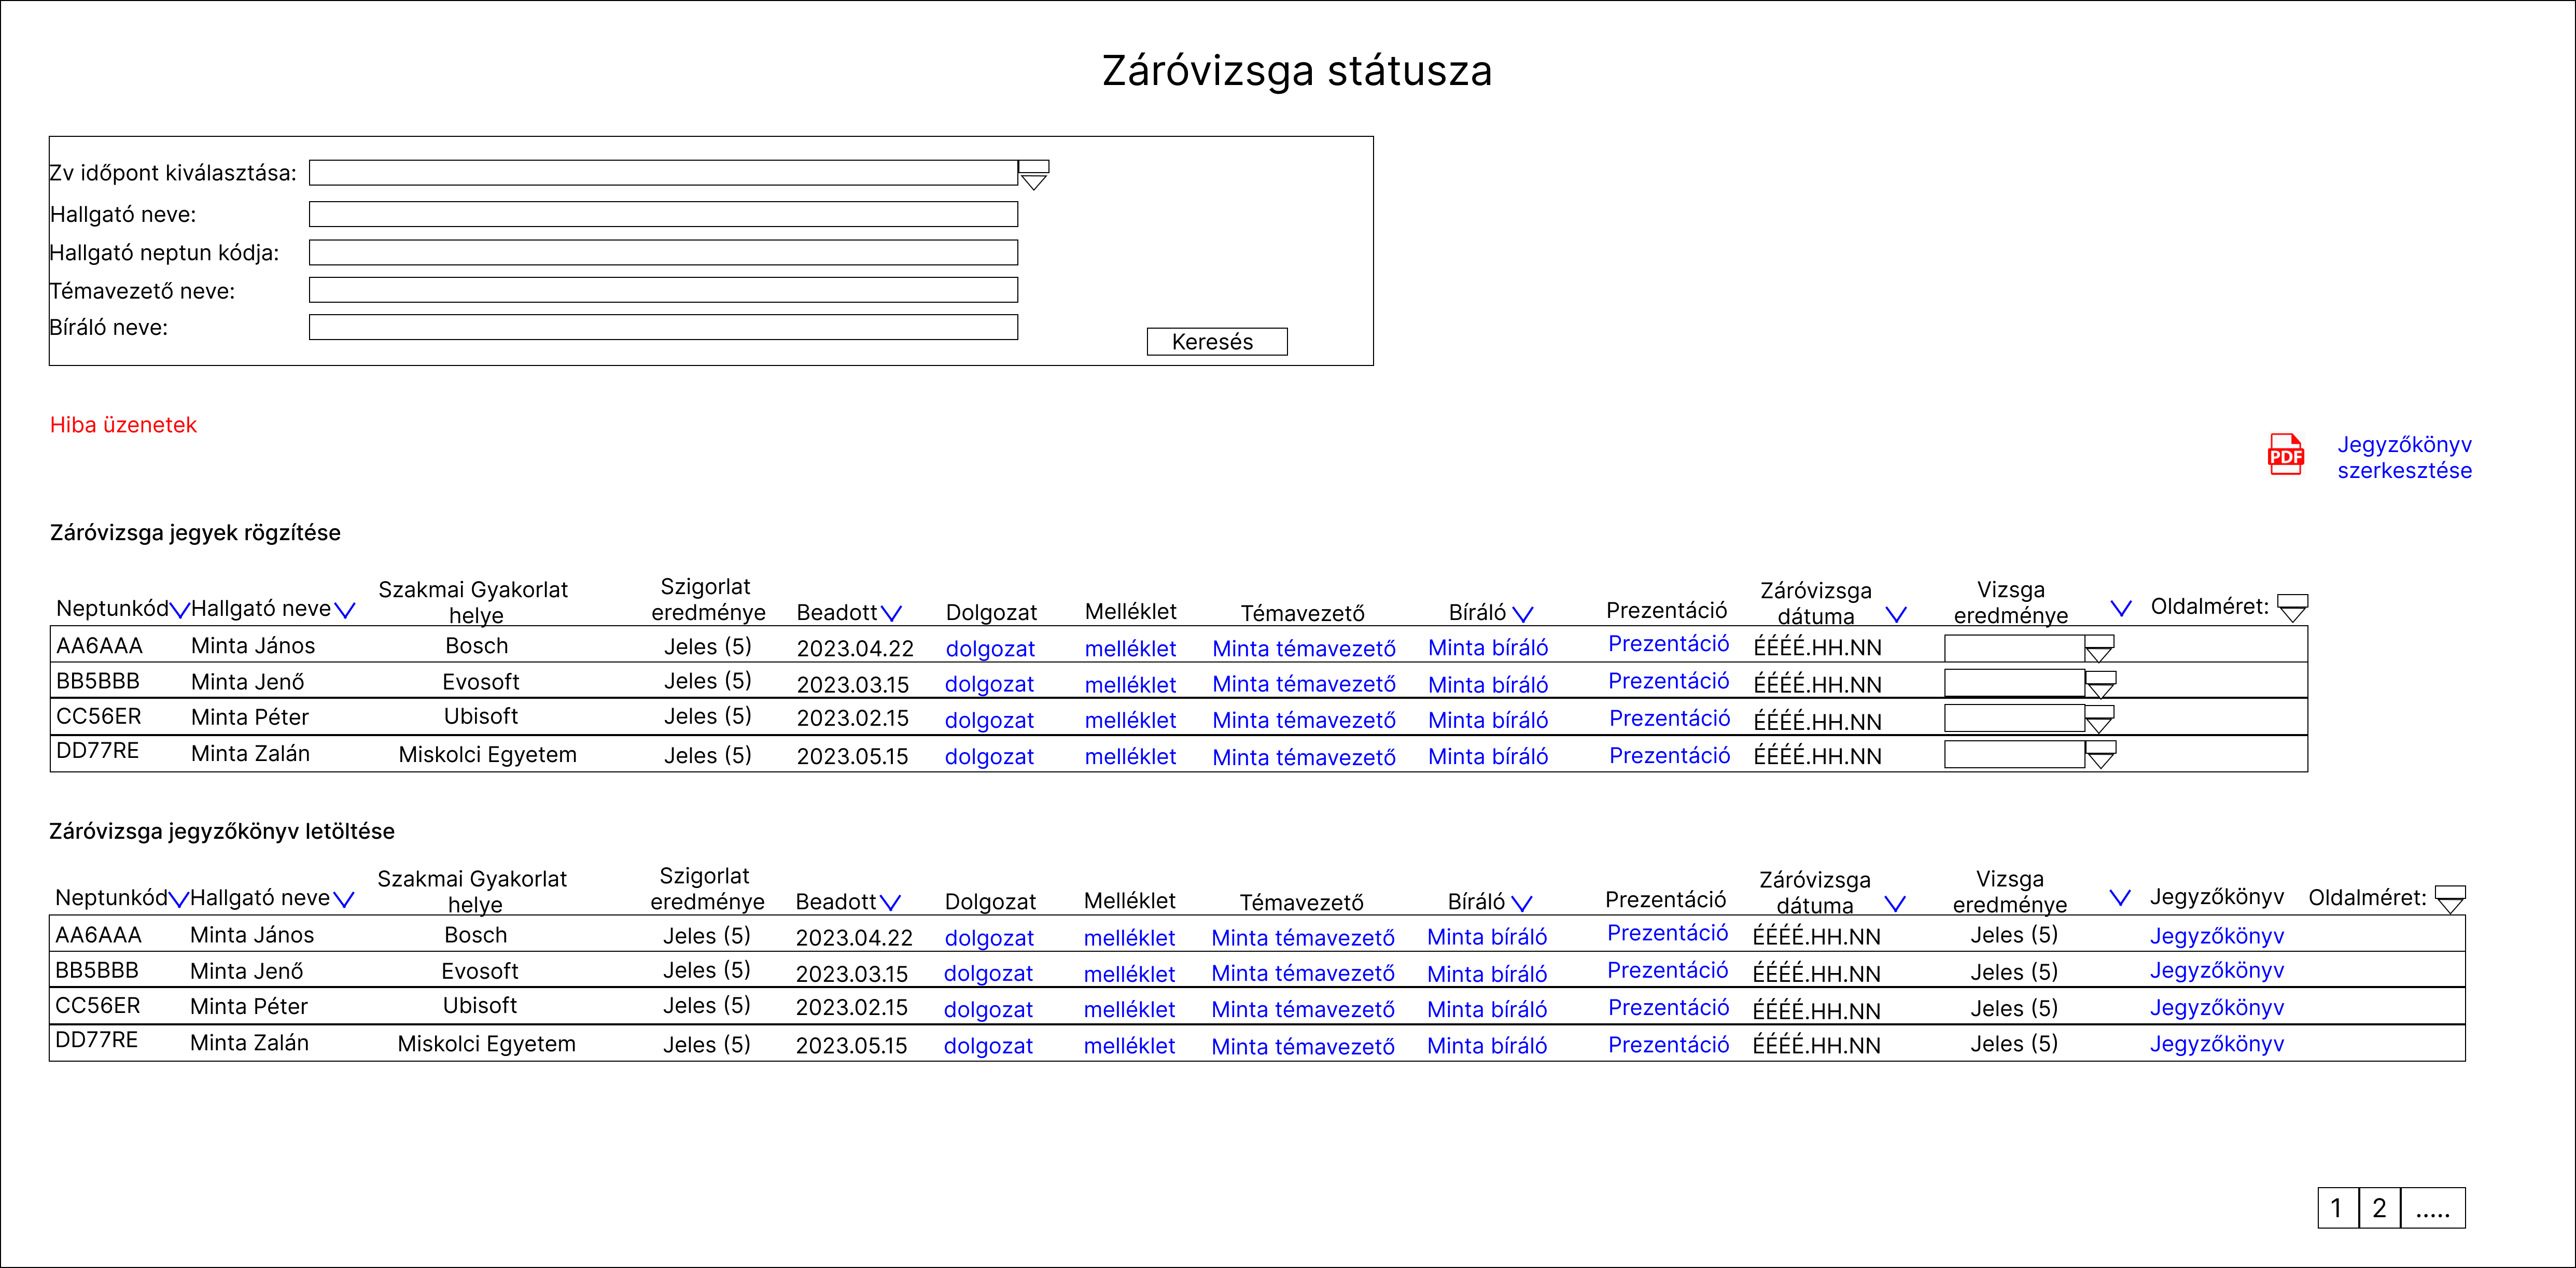 Záróvizsga státusza
Zv időpont kiválasztása:
Hallgató neve:
Hallgató neptun kódja:
Témavezető neve:
Bíráló neve:
Keresés
Hiba üzenetek
PDF
Jegyzőkönyv
szerkesztése
Záróvizsga jegyek rögzítése
Neptunkód Hallgató neve Szakmai Gyakorlat helye Szigorlat eredménye Beadott Dolgozat Melléklet Témavezető Bíráló Prezentáció Záróvizsga dátuma Vizsga eredménye Oldalméret:
AA6AAA Minta János Bosch Jeles (5) 2023.04.22 dolgozat melléklet Minta témavezető Minta bíráló Prezentáció ÉÉÉÉ.HH.NN
BB5BBB Minta Jenő Evosoft Jeles (5) 2023.03.15 dolgozat melléklet Minta témavezető Minta bíráló Prezentáció ÉÉÉÉ.HH.NN
CC56ER Minta Péter Ubisoft Jeles (5) 2023.02.15 dolgozat melléklet Minta témavezető Minta bíráló Prezentáció ÉÉÉÉ.HH.NN
DD77RE Minta Zalán Miskolci Egyetem Jeles (5) 2023.05.15 dolgozat melléklet Minta témavezető Minta bíráló Prezentáció ÉÉÉÉ.HH.NN
Záróvizsga jegyzőkönyv letöltése
Neptunkód Hallgató neve Szakmai Gyakorlat helye Szigorlat eredménye Beadott Dolgozat Melléklet Témavezető Bíráló Prezentáció Záróvizsga dátuma Vizsga eredménye Jegyzőkönyv Oldalméret:
AA6AAA Minta János Bosch Jeles (5) 2023.04.22 dolgozat melléklet Minta témavezető Minta bíráló Prezentáció ÉÉÉÉ.HH.NN Jeles (5) Jegyzőkönyv
BB5BBB Minta Jenő Evosoft Jeles (5) 2023.03.15 dolgozat melléklet Minta témavezető Minta bíráló Prezentáció ÉÉÉÉ.HH.NN Jeles (5) Jegyzőkönyv
CC56ER Minta Péter Ubisoft Jeles (5) 2023.02.15 dolgozat melléklet Minta témavezető Minta bíráló Prezentáció ÉÉÉÉ.HH.NN Jeles (5) Jegyzőkönyv
DD77RE Minta Zalán Miskolci Egyetem Jeles (5) 2023.05.15 dolgozat melléklet Minta témavezető Minta bíráló Prezentáció ÉÉÉÉ.HH.NN Jeles (5) Jegyzőkönyv
1 2 .....